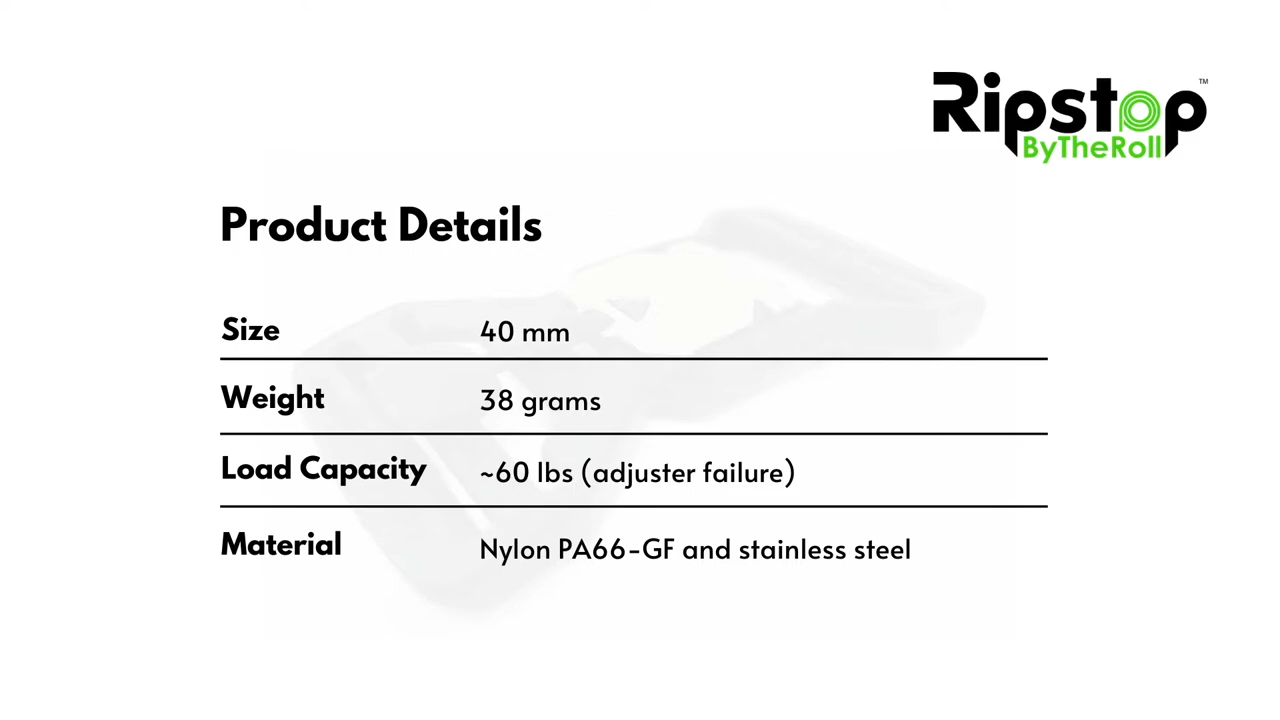 Ripstop™
ByTheRoll
Product Details
Size 40 mm
Weight 38 grams
Load Capacity ~60 lbs (adjuster failure)
Material Nylon PA66-GF and stainless steel